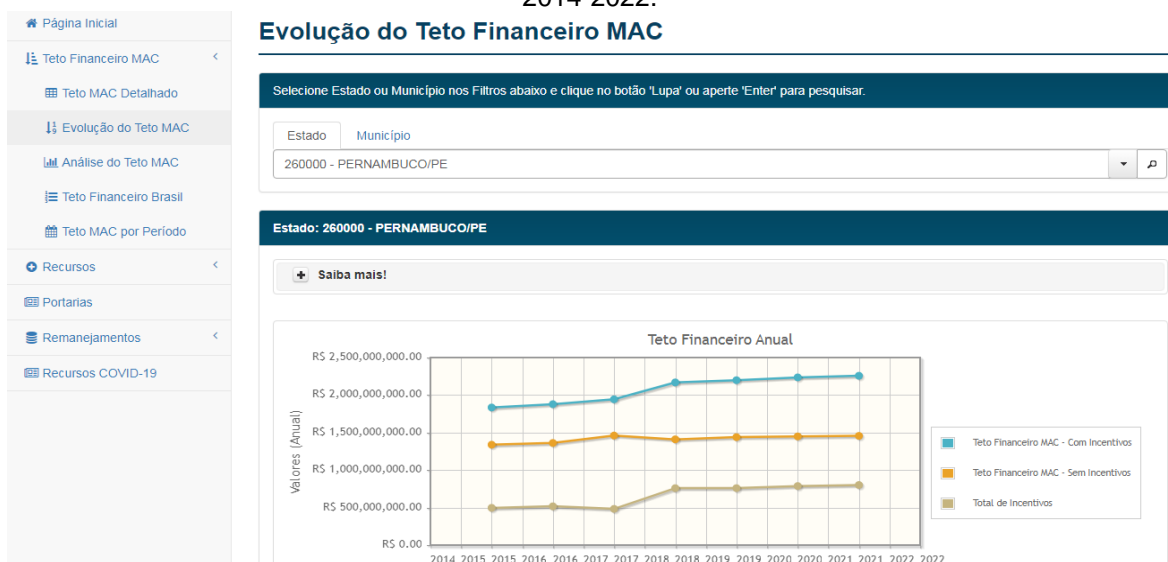 2014-2022.
Página Inicial
Teto Financeiro MAC
Teto MAC Detalhado
Evolução do Teto MAC
Análise do Teto MAC
Teto Financeiro Brasil
Teto MAC por Período
Recursos
Portarias
Remanejamentos
Recursos COVID-19
Evolução do Teto Financeiro MAC
Selecione Estado ou Município nos Filtros abaixo e clique no botão 'Lupa' ou aperte 'Enter' para pesquisar.
Estado Município
260000 - PERNAMBUCO/PE
Estado: 260000 - PERNAMBUCO/PE
Saiba mais!
Teto Financeiro Anual
Valores (Anual)
R$ 2,500,000,000.00
R$ 2,000,000,000.00
R$ 1,500,000,000.00
R$ 1,000,000,000.00
R$ 500,000,000.00
R$ 0.00
2014 2015 2015 2016 2016 2017 2017 2018 2018 2019 2019 2020 2020 2021 2021 2022 2022
Teto Financeiro MAC - Com Incentivos
Teto Financeiro MAC - Sem Incentivos
Total de Incentivos